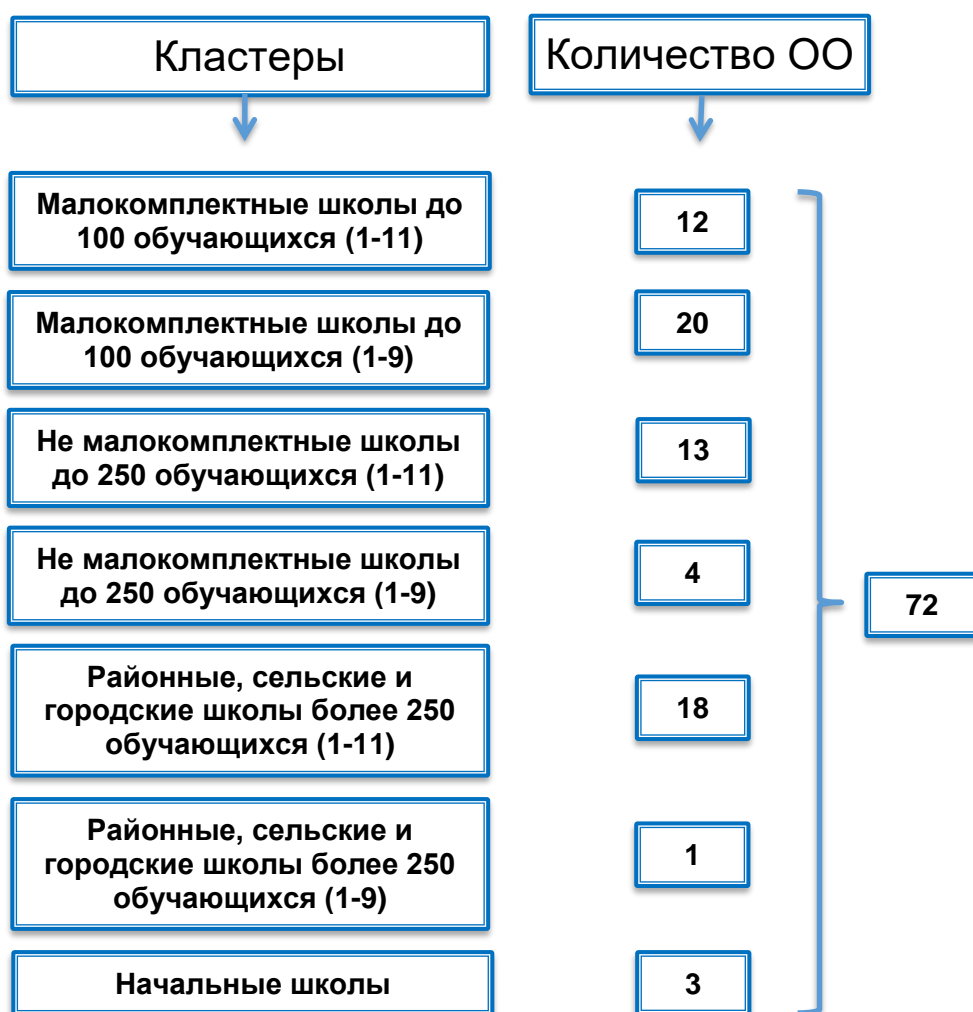 Кластеры
Количество ОО
Малокомплектные школы до
100 обучающихся (1-11)
12
Малокомплектные школы до
100 обучающихся (1-9)
20
Не малокомплектные школы
до 250 обучающихся (1-11)
13
Не малокомплектные школы
до 250 обучающихся (1-9)
4
72
Районные, сельские и
городские школы более 250
обучающихся (1-11)
18
Районные, сельские и
городские школы более 250
обучающихся (1-9)
1
Начальные школы
3